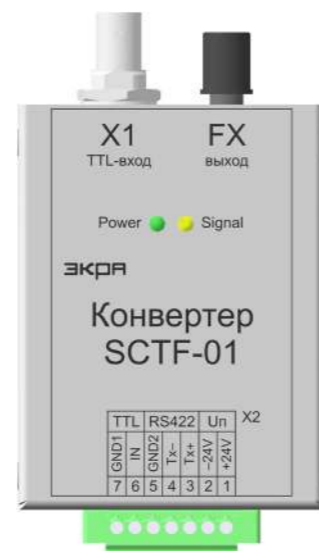 X1 FX
TTL-вход выход
Power Signal
ЭКРА
Конвертер
SCTF-01
TTL RS422 Uп X2
GND1 IN GND2 Tx– Tx+ –24V +24V
7 6 5 4 3 2 1